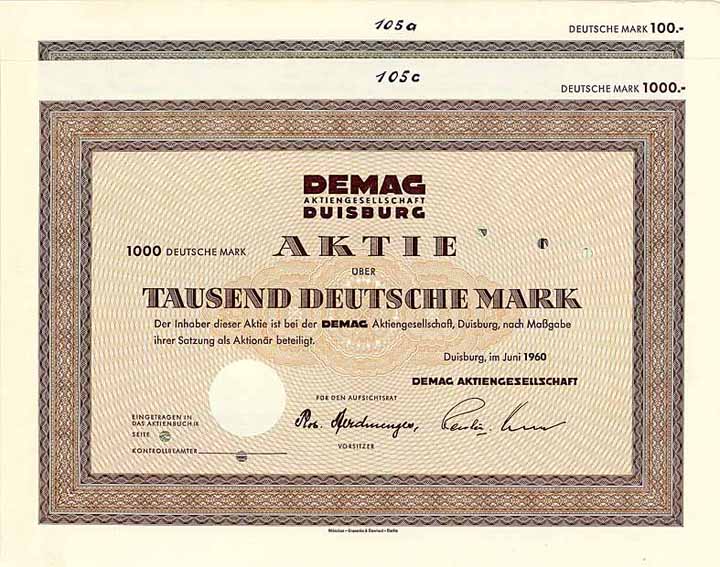 105a
DEUTSCHE MARK 100.-
105c
DEUTSCHE MARK 1000.-
DEMAG
AKTIENGESELLSCHAFT
DUISBURG
1000 DEUTSCHE MARK AKTIE
ÜBER
TAUSEND DEUTSCHE MARK
Der Inhaber dieser Aktie ist bei der DEMAG Aktiengesellschaft, Duisburg, nach Maßgabe
ihrer Satzung als Aktionär beteiligt.
Duisburg, im Juni 1960
DEMAG AKTIENGESELLSCHAFT
FÜR DEN AUFSICHTSRAT
EINGETRAGEN IN
DAS AKTIENBUCH IX
SEITE
KONTROLLBEAMTER
VORSITZER